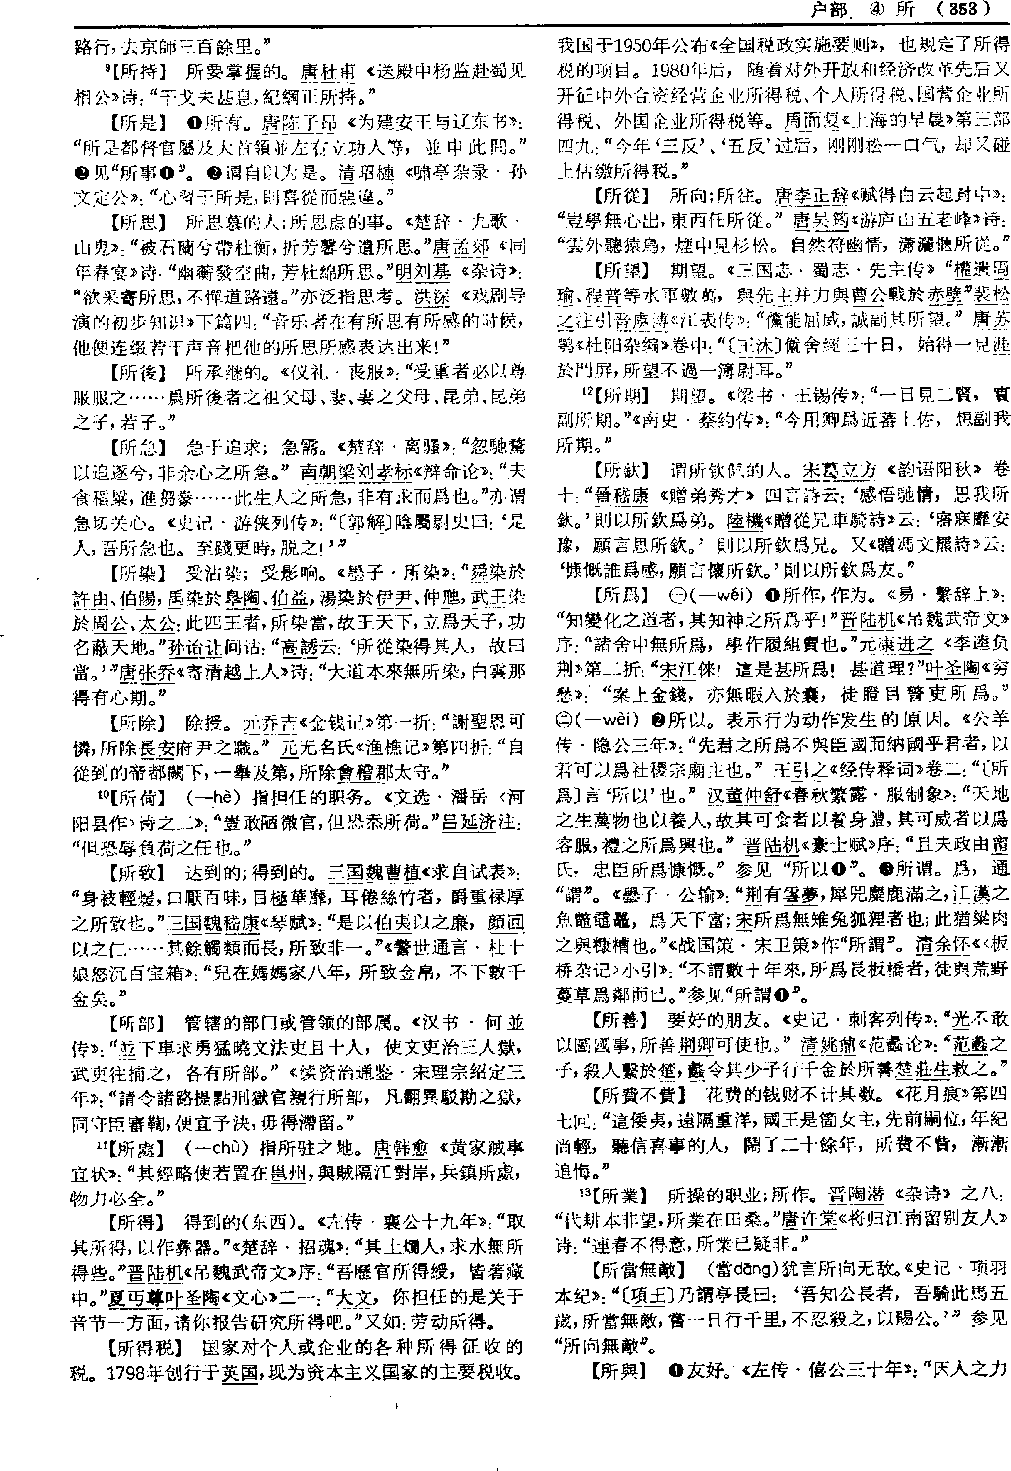 户部 ④ 所 (353)
路行,去京師三百餘里。”
⁹【所持】 所要掌握的。唐杜甫《送殿中杨监赴蜀见
相公》诗:“干戈未甚息,紀綱正所持。”
【所是】 ❶所有。唐陈子昂《为建安王与辽东书》:
“所是都督官屬及大首領並左右立功人等, 並申此問。”
❷见“所事❶”。❸谓自以为是。清昭槤《啸亭杂录·孙
文定公》:“心習于所是,則喜從而惡違。”
【所思】 所思慕的人;所思虑的事。《楚辞·九歌·
山鬼》:“被石蘭兮帶杜衡,折芳馨兮遺所思。”唐孟郊《同
年春宴》诗:“幽蘅發空曲,芳杜綿所思。”明刘基《杂诗》:
“欲采寄所思,不憚道路遠。”亦泛指思考。洪深《戏剧导
演的初步知识》下篇四:“音乐者在有所思有所感的时候,
他便连缀若干声音把他的所思所感表达出来!”
【所後】 所承继的。《仪礼·丧服》:“受重者必以尊
服服之……爲所後者之祖父母、妻、妻之父母、昆弟、昆弟
之子,若子。”
【所急】 急于追求;急需。《楚辞·离骚》:“忽馳騖
以追逐兮,非余心之所急。” 南朝梁刘孝标《辩命论》:“夫
食稻粱,進芻豢……此生人之所急,非有求而爲也。”亦谓
急切关心。《史记·游侠列传》:“〔郭解〕陰屬尉史曰:‘是
人,吾所急也。至踐更時,脫之!’”
【所染】 受沾染;受影响。《墨子·所染》:“舜染於
許由、伯陽,禹染於皋陶、伯益,湯染於伊尹、仲虺,武王染
於周公、太公:此四王者,所染當,故王天下,立爲天子,功
名蔽天地。”孙诒让间诂:“高誘云:‘所從染得其人,故曰
當。’”唐张乔《寄清越上人》诗:“大道本來無所染,白雲那
得有心期。”
【所除】 除授。元乔吉《金钱记》第一折:“謝聖恩可
憐,所除長安府尹之職。” 元无名氏《渔樵记》第四折:“自
從到的帝都闕下,一舉及第,所除會稽郡太守。”
¹⁰【所荷】 (—hè) 指担任的职务。《文选·潘岳〈河
阳县作〉诗之二》:“豈敢陋微官,但恐忝所荷。”吕延济注:
“但恐辱負荷之任也。”
【所致】 达到的;得到的。三国魏曹植《求自试表》:
“身被輕煖,口厭百味,目極華靡,耳倦絲竹者,爵重祿厚
之所致也。”三国魏嵇康《琴赋》:“是以伯夷以之廉,顏回
以之仁……其餘觸類而長,所致非一。”《警世通言·杜十
娘怒沉百宝箱》:“兒在媽媽家八年,所致金帛,不下數千
金矣。”
【所部】 管辖的部门或管领的部属。《汉书·何並
传》:“並下車求勇猛曉文法吏且十人, 使文吏治三人獄,
武吏往捕之,各有所部。” 《续资治通鉴·宋理宗绍定三
年》:“請令諸路提點刑獄官親行所部, 凡翻異駁勘之獄,
同守臣審鞫,便宜予決,毋得滯留。”
¹¹【所處】 (—chù) 指所驻之地。唐韩愈《黄家贼事
宜状》:“其經略使若置在邕州,與賊隔江對岸,兵鎮所處,
物力必全。”
【所得】 得到的(东西)。《左传·襄公十九年》:“取
其所得,以作彝器。”《楚辞·招魂》:“其土爛人,求水無所
得些。”晋陆机《吊魏武帝文》序:“吾歷官所得綬,皆著藏
中。”夏丏尊叶圣陶《文心》二一:“大文,你担任的是关于
音节一方面,请你报告研究所得吧。”又如:劳动所得。
【所得税】 国家对个人或企业的各种所得征收的
税。1798年创行于英国,现为资本主义国家的主要税收。
我国于1950年公布《全国税政实施要则》,也规定了所得
税的项目。1980年后,随着对外开放和经济改革先后又
开征中外合资经营企业所得税、个人所得税、国营企业所
得税、外国企业所得税等。周而复《上海的早晨》第三部
四九:“今年‘三反’、‘五反’过后,刚刚松一口气,却又碰
上估缴所得税。”
【所從】 所向;所往。唐李正辞《赋得白云起封中》:
“豈學無心出,東西任所從。” 唐吴筠《游庐山五老峰》诗:
“雲外聽猿鳥,煙中見杉松。自然符幽情,瀟灑愜所從。”
【所望】 期望。《三国志·蜀志·先主传》“權遣周
瑜、程普等水軍數萬,與先主并力與曹公戰於赤壁”裴松
之注引晋虞溥《江表传》:“儻能屈威,誠副其所望。” 唐苏
鹗《杜阳杂编》卷中:“〔王沐〕僦舍經三十日,始得一見涯
於門屏,所望不過一簿尉耳。”
¹²【所期】 期望。《梁书·王锡传》:“一日見二賢,實
副所期。”《南史·蔡约传》:“今用卿爲近蕃上佐,想副我
所期。”
【所欽】 谓所钦佩的人。宋葛立方《韵语阳秋》卷
十:“晉嵇康《贈弟秀才》四言詩云:‘感悟馳情,思我所
欽。’則以所欽爲弟。陸機《贈從兄車騎詩》云:‘寤寐靡安
豫,願言思所欽。’則以所欽爲兄。又《贈馮文羆詩》云:
‘慷慨誰爲感,願言懷所欽。’則以所欽爲友。”
【所爲】 ㊀(—wéi) ❶所作,作为。《易·繫辞上》:
“知變化之道者,其知神之所爲乎!”晋陆机《吊魏武帝文》
序:“諸舍中無所爲,學作履組賣也。”元康进之《李逵负
荆》第二折:“宋江倈!這是甚所爲!甚道理?”叶圣陶《穷
愁》:“案上金錢,亦無暇入於囊,徒瞪目警吏所爲。”
㊁(—wèi) ❷所以。表示行为动作发生的原因。《公羊
传·隐公三年》:“先君之所爲不與臣國而納國乎君者,以
君可以爲社稷宗廟主也。” 王引之《经传释词》卷二:“〔所
爲〕言‘所以’也。” 汉董仲舒《春秋繁露·服制象》:“天地
之生萬物也以養人,故其可食者以養身體,其可威者以爲
容服,禮之所爲興也。” 晋陆机《豪士赋》序:“且夫政由甯
氏,忠臣所爲慷慨。”参见“所以❶”。❸所谓。爲,通
“謂”。《墨子·公输》:“荆有雲夢,犀兕麋鹿滿之,江漢之
魚鼈黿鼉,爲天下富;宋所爲無雉兔狐狸者也;此猶粱肉
之與糠糟也。”《战国策·宋卫策》作“所謂”。清余怀《〈板
桥杂记〉小引》:“不謂數十年來,所爲長板橋者,徒與荒野
蔓草爲鄰而已。”参见“所謂❶”。
【所善】 要好的朋友。《史记·刺客列传》:“光不敢
以圖國事,所善荆卿可使也。” 清姚鼐《范蠡论》:“范蠡之
子,殺人繫於楚,蠡令其少子行千金於所善楚莊生救之。”
【所費不貲】 花费的钱财不计其数。《花月痕》第四
七回:“這倭夷,遠隔重洋,國王是箇女主,先前嗣位,年紀
尚輕,聽信喜事的人,鬧了二十餘年,所費不貲,漸漸
追悔。”
¹³【所業】 所操的职业;所作。晋陶潜《杂诗》之八:
“代耕本非望,所業在田桑。”唐许棠《将归江南留别友人》
诗:“連春不得意,所業已疑非。”
【所當無敵】 (當dāng)犹言所向无敌。《史记·项羽
本纪》:“〔項王〕乃謂亭長曰:‘吾知公長者,吾騎此馬五
歲,所當無敵,嘗一日行千里,不忍殺之,以賜公。’” 参见
“所向無敵”。
【所與】 ❶友好。《左传·僖公三十年》:“因人之力